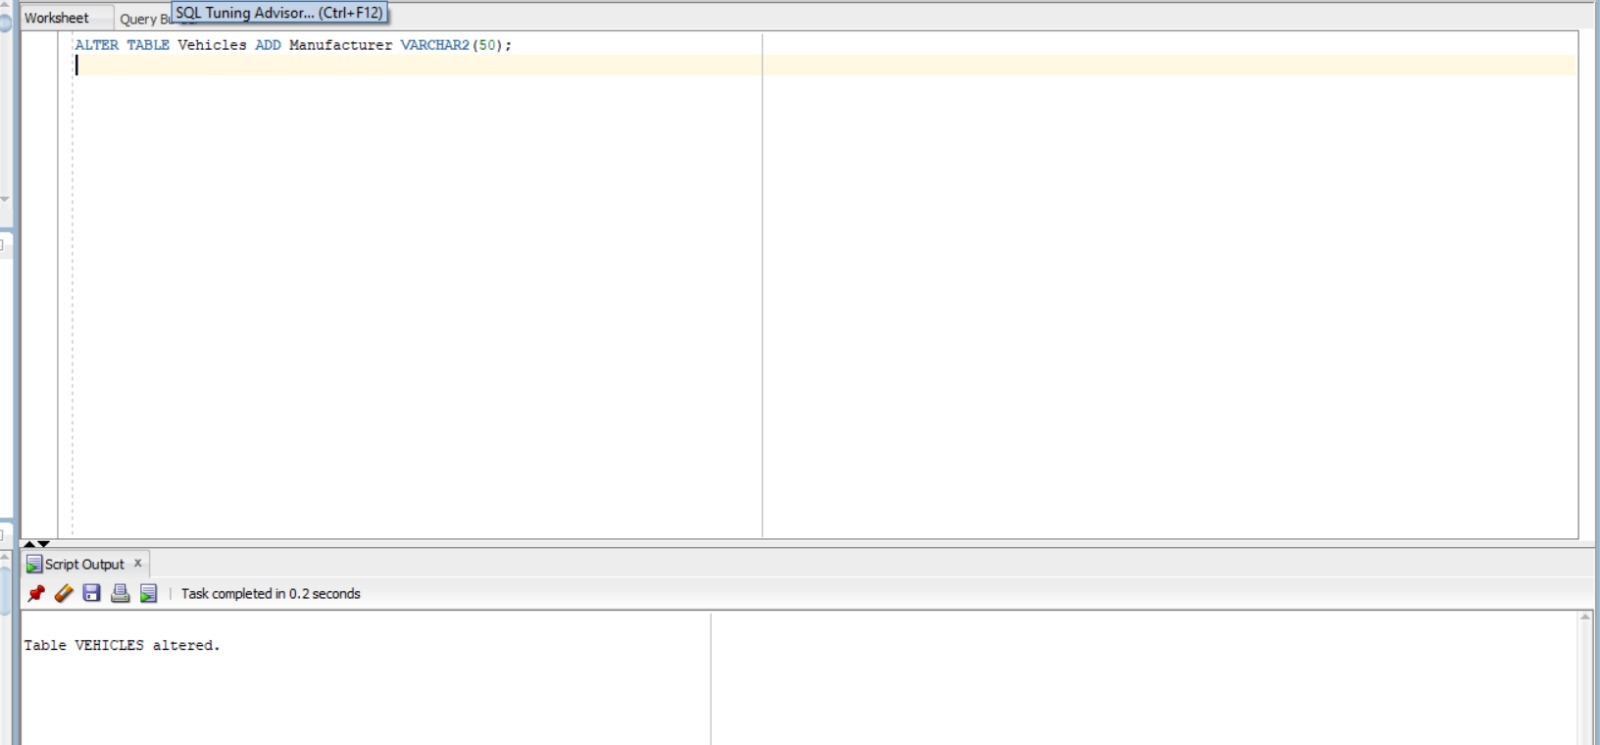 Worksheet Query B SQL Tuning Advisor... (Ctrl+F12)
ALTER TABLE Vehicles ADD Manufacturer VARCHAR2(50);
Script Output x
Task completed in 0.2 seconds
Table VEHICLES altered.